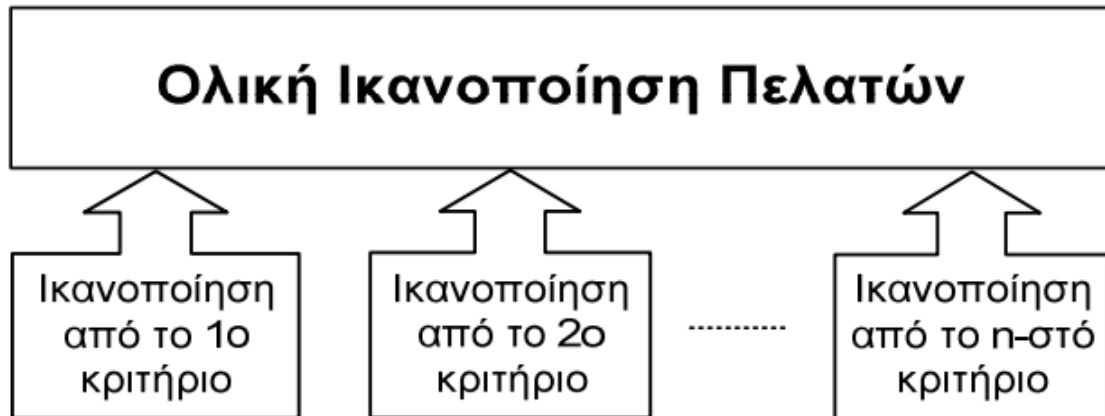 Ολική Ικανοποίηση Πελατών
Ικανοποίηση
από το 1ο
κριτήριο
Ικανοποίηση
από το 2ο
κριτήριο
Ικανοποίηση
από το n-στό
κριτήριο